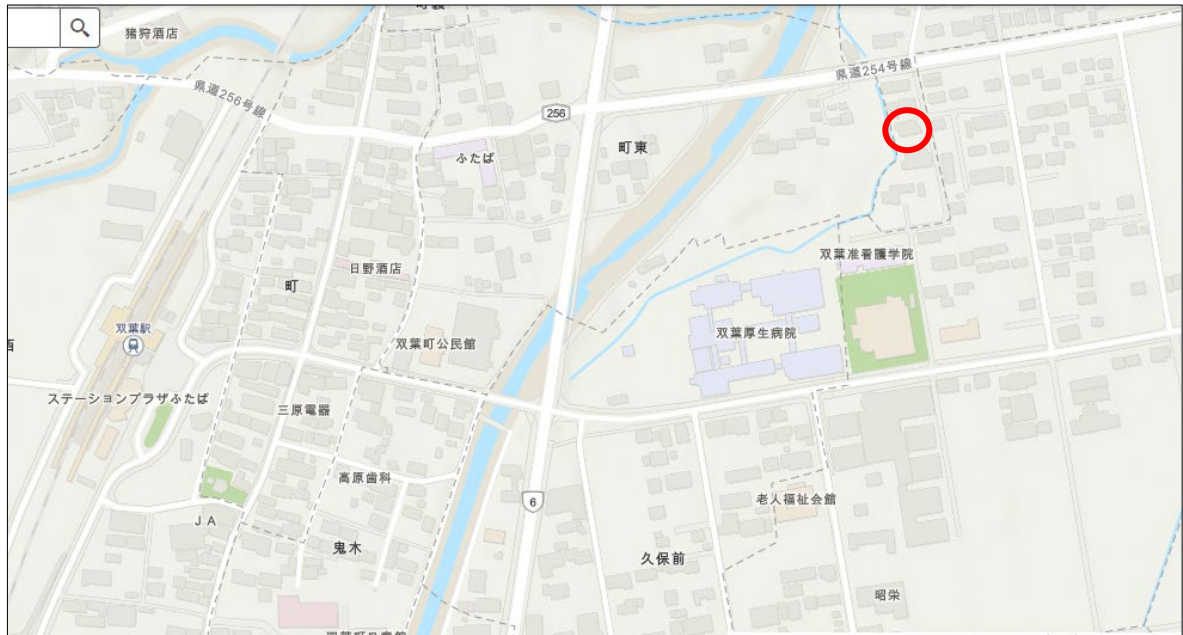 猪狩酒店
県道256号線
256
県道254号線
町東
ふたば
双葉准看護学院
日野酒店
町
双葉駅
双葉町公民館
双葉厚生病院
ステーションプラザふたば
三原電器
高原歯科
6
老人福祉会館
JA
鬼木
久保前
昭栄